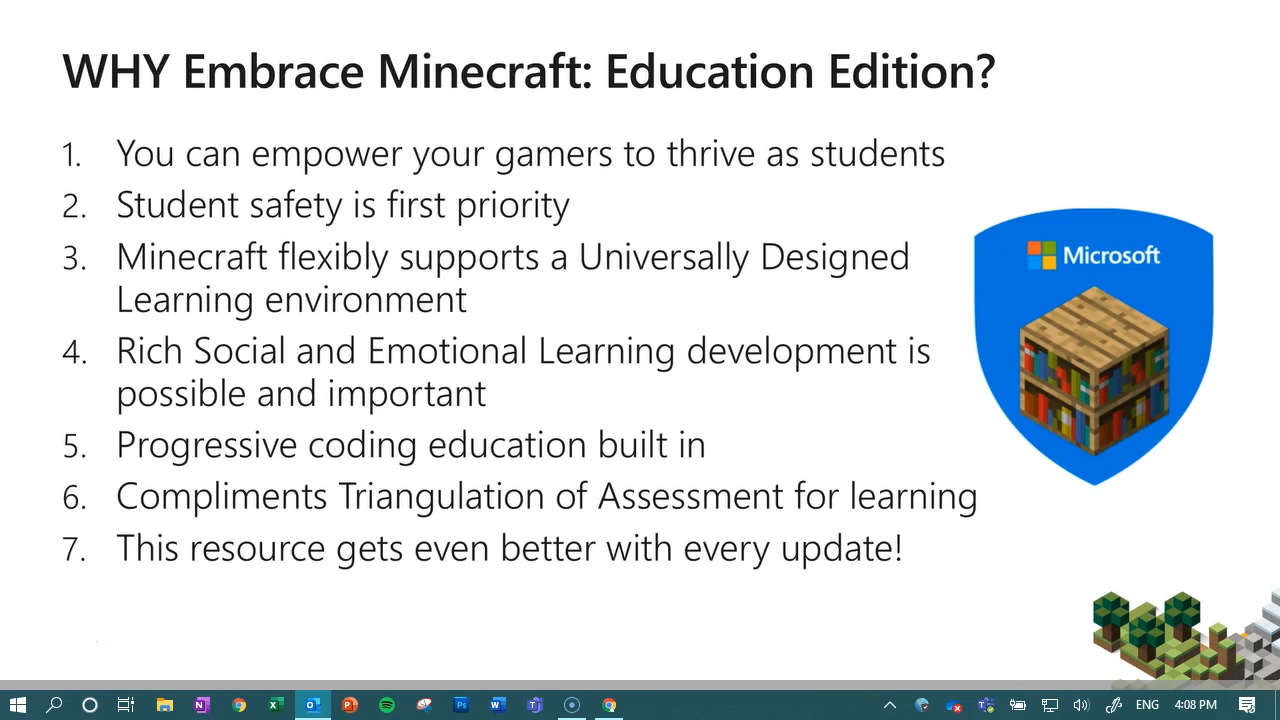 WHY Embrace Minecraft: Education Edition?
1. You can empower your gamers to thrive as students
2. Student safety is first priority
3. Minecraft flexibly supports a Universally Designed
Learning environment
Microsoft
4. Rich Social and Emotional Learning development is
possible and important
5. Progressive coding education built in
6. Compliments Triangulation of Assessment for learning
7. This resource gets even better with every update!
ENG 4:08 PM